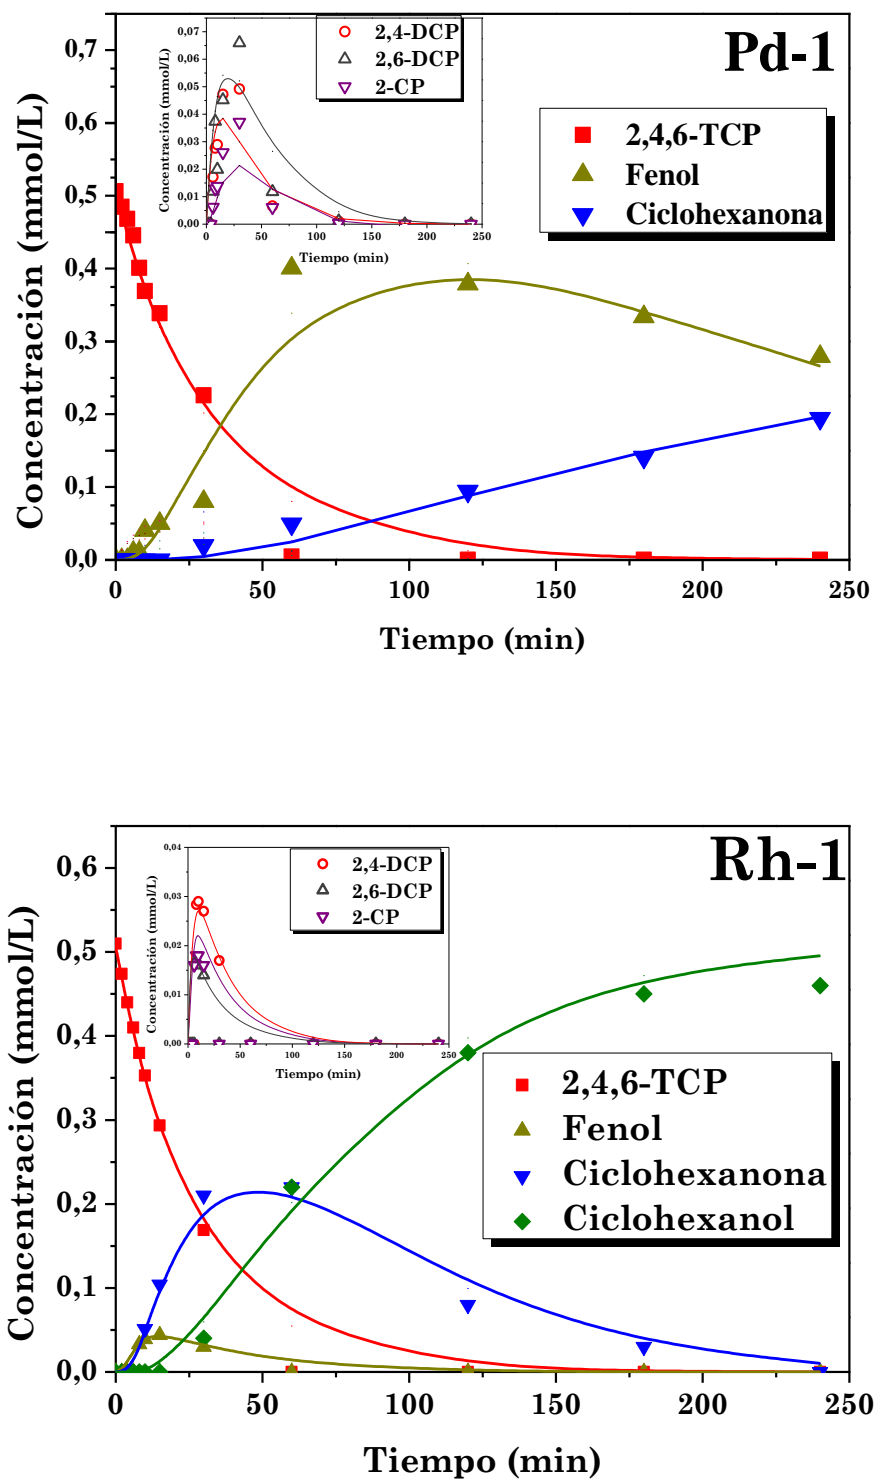 Pd-1
2,4,6-TCP
Fenol
Ciclohexanona
2,4-DCP
2,6-DCP
2-CP
Concentración (mmol/L)
0,07
0,06
0,05
0,04
0,03
0,02
0,01
0,00
0 50 100 150 200 250
Tiempo (min)
Concentración (mmol/L)
0,7
0,6
0,5
0,4
0,3
0,2
0,1
0,0
0 50 100 150 200 250
Tiempo (min)
Rh-1
2,4-DCP
2,6-DCP
2-CP
Concentración (mmol/L)
0,04
0,03
0,02
0,01
0,00
0 50 100 150 200 250
Tiempo (min)
2,4,6-TCP
Fenol
Ciclohexanona
Ciclohexanol
Concentración (mmol/L)
0,6
0,5
0,4
0,3
0,2
0,1
0,0
0 50 100 150 200 250
Tiempo (min)